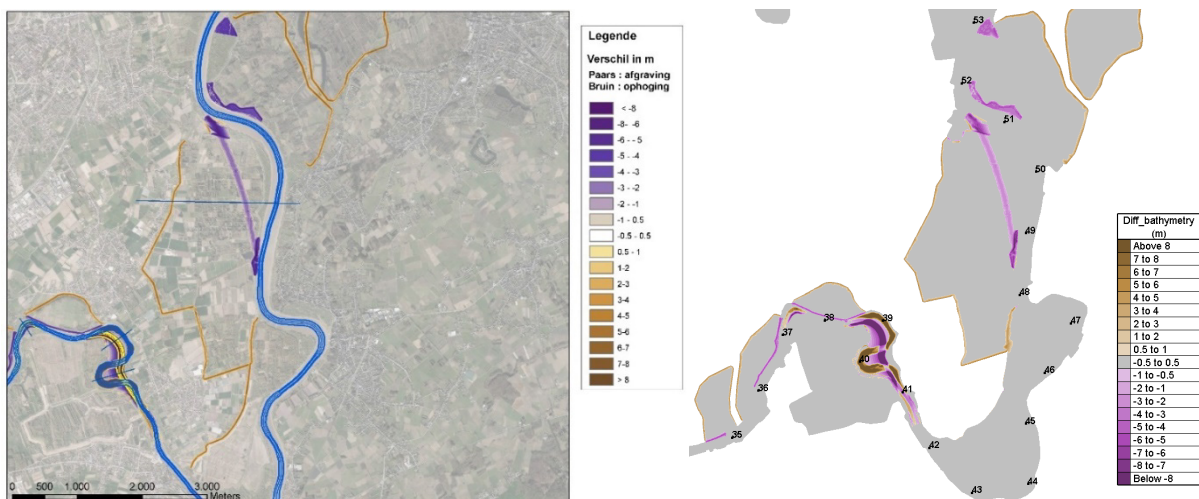 Legende
Verschil in m
Paars : afgraving
Bruin : ophoging
< -8
-8- -6
-6 - -5
-5 - -4
-4 - -3
-3 - -2
-2 - -1
-1 - 0.5
-0.5 - 0.5
0.5 - 1
1-2
2-3
3-4
4-5
5-6
6-7
7-8
> 8
0 500 1.000 2.000 3.000
Meters
53
52
51
50
49
48
47
46
45
44
43
42
41
40
39
38
37
36
35
Diff_bathymetry
(m)
Above 8
7 to 8
6 to 7
5 to 6
4 to 5
3 to 4
2 to 3
1 to 2
0.5 to 1
-0.5 to 0.5
-1 to -0.5
-2 to -1
-3 to -2
-4 to -3
-5 to -4
-6 to -5
-7 to -6
-8 to -7
Below -8